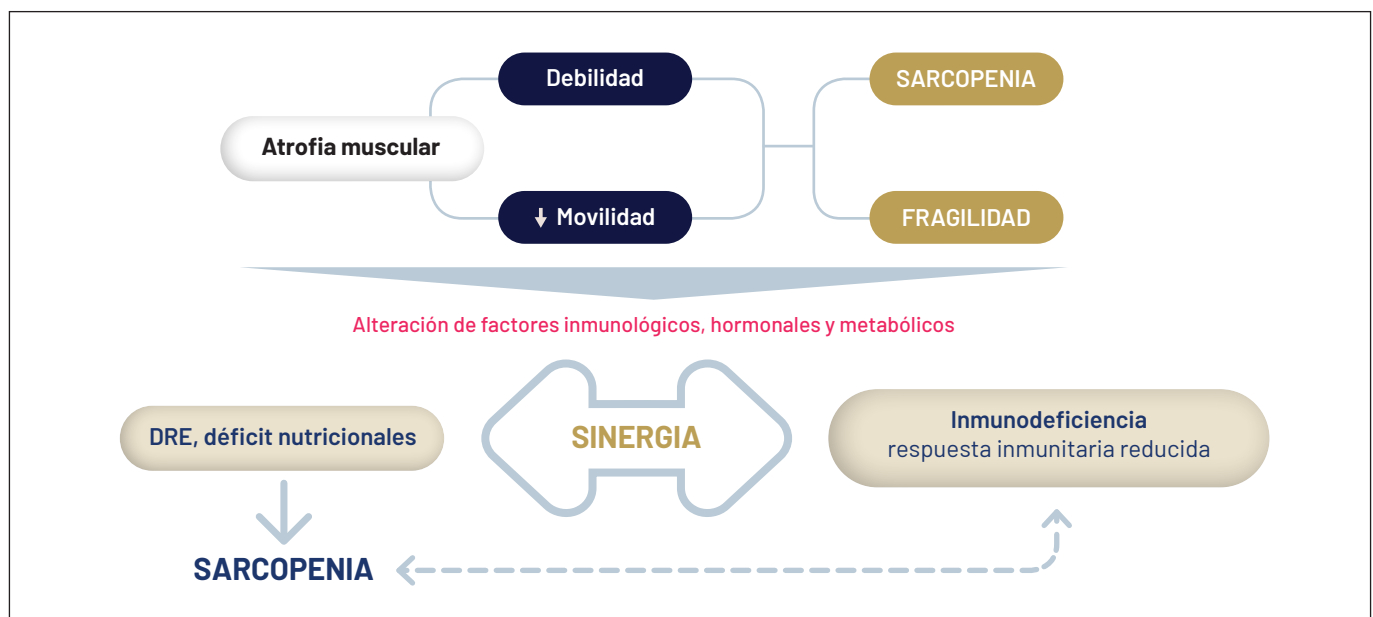 Debilidad
SARCOPENIA
Atrofia muscular
↓ Movilidad
FRAGILIDAD
Alteración de factores inmunológicos, hormonales y metabólicos
DRE, déficit nutricionales
SINERGIA
Inmunodeficiencia
respuesta inmunitaria reducida
SARCOPENIA